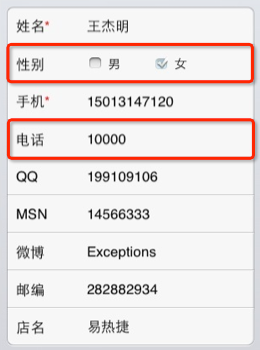 姓名* 王杰明
性别 男 女
手机* 15013147120
电话 10000
QQ 199109106
MSN 14566333
微博 Exceptions
邮编 282882934
店名 易热捷